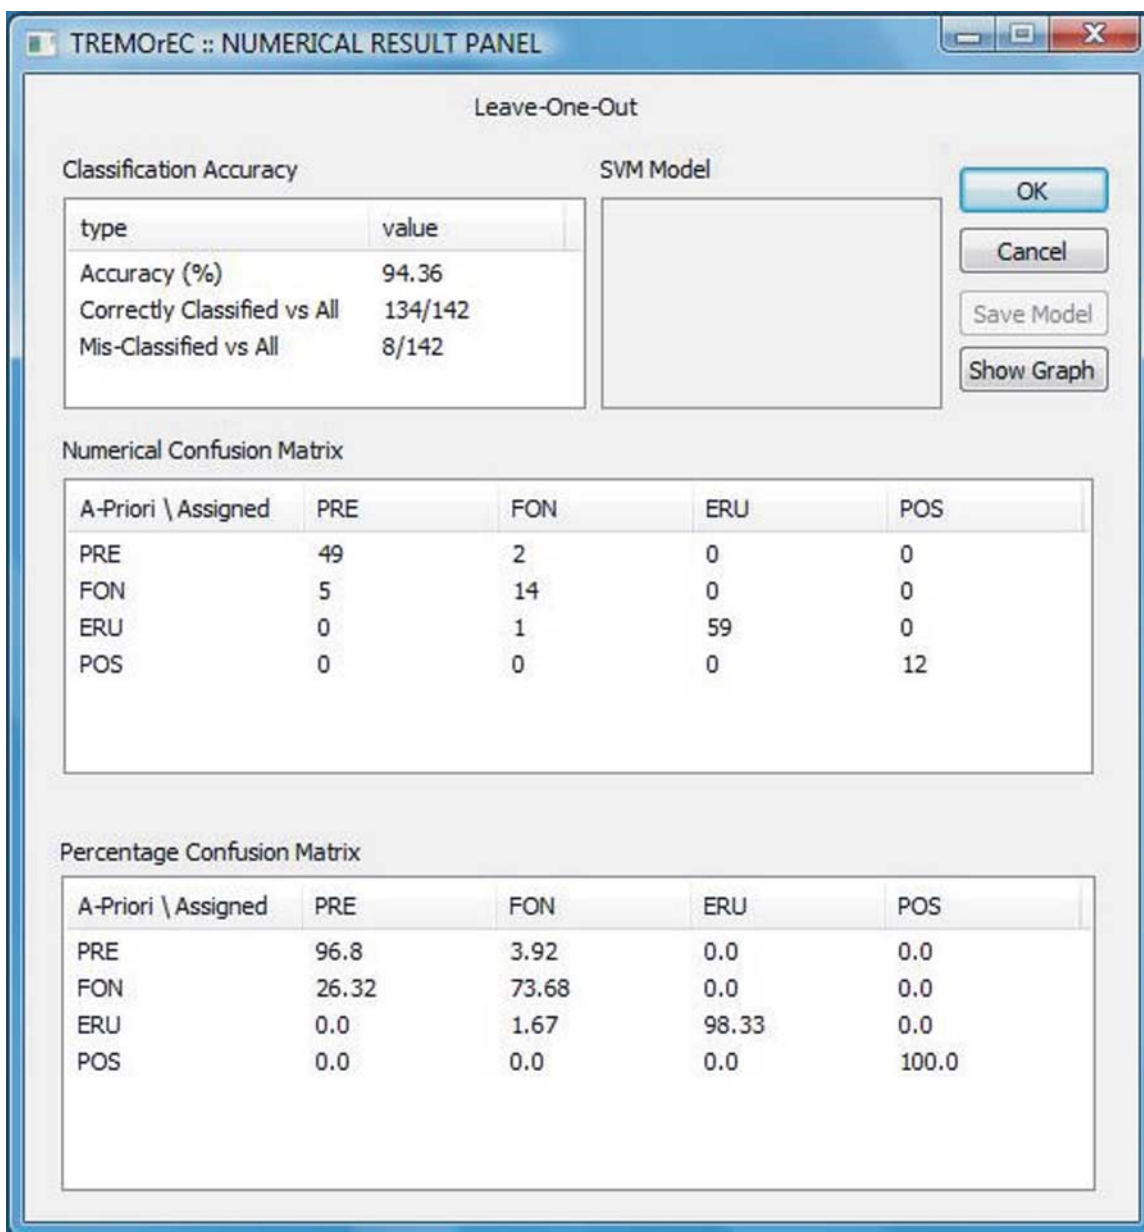 TREMOrEC :: NUMERICAL RESULT PANEL
Leave-One-Out
Classification Accuracy
type value
Accuracy (%) 94.36
Correctly Classified vs All 134/142
Mis-Classified vs All 8/142
SVM Model
OK
Cancel
Save Model
Show Graph
Numerical Confusion Matrix
A-Priori \ Assigned PRE FON ERU POS
PRE 49 2 0 0
FON 5 14 0 0
ERU 0 1 59 0
POS 0 0 0 12
Percentage Confusion Matrix
A-Priori \ Assigned PRE FON ERU POS
PRE 96.8 3.92 0.0 0.0
FON 26.32 73.68 0.0 0.0
ERU 0.0 1.67 98.33 0.0
POS 0.0 0.0 0.0 100.0